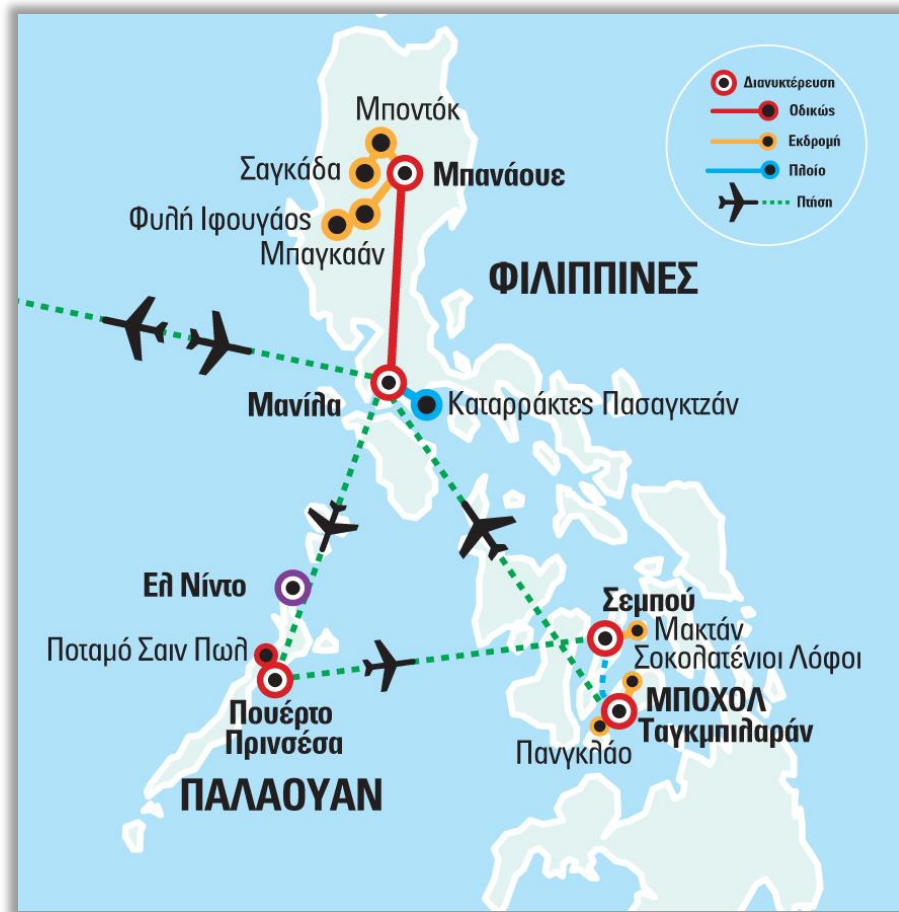 Διανυκτέρευση
Οδικώς
Εκδρομή
Πλοίο
Πτήση
Μποντόκ
Σαγκάδα
Μπανάουε
Φυλή Ιφουγάος
Μπαγκαάν
ΦΙΛΙΠΠΙΝΕΣ
Μανίλα
Καταρράκτες Πασαγκτζάν
Ελ Νίντο
Σεμπού
Μακτάν
Ποταμό Σαιν Πωλ
Σοκολατένιοι Λόφοι
Πουέρτο
Πρινσέσα
ΜΠΟΧΟΛ
Ταγκμπιλαράν
Πανγκλάο
ΠΑΛΑΟΥΑΝ